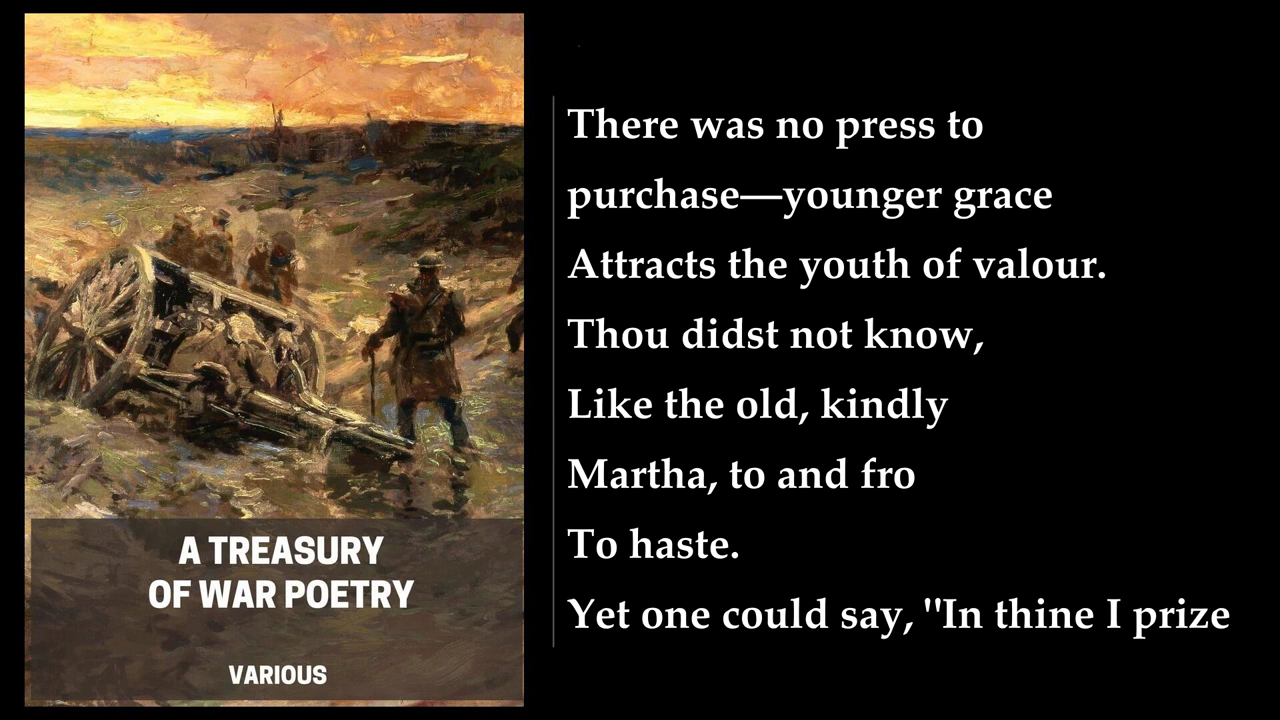 A TREASURY
OF WAR POETRY
VARIOUS
There was no press to
purchase—younger grace
Attracts the youth of valour.
Thou didst not know,
Like the old, kindly
Martha, to and fro
To haste.
Yet one could say, "In thine I prize